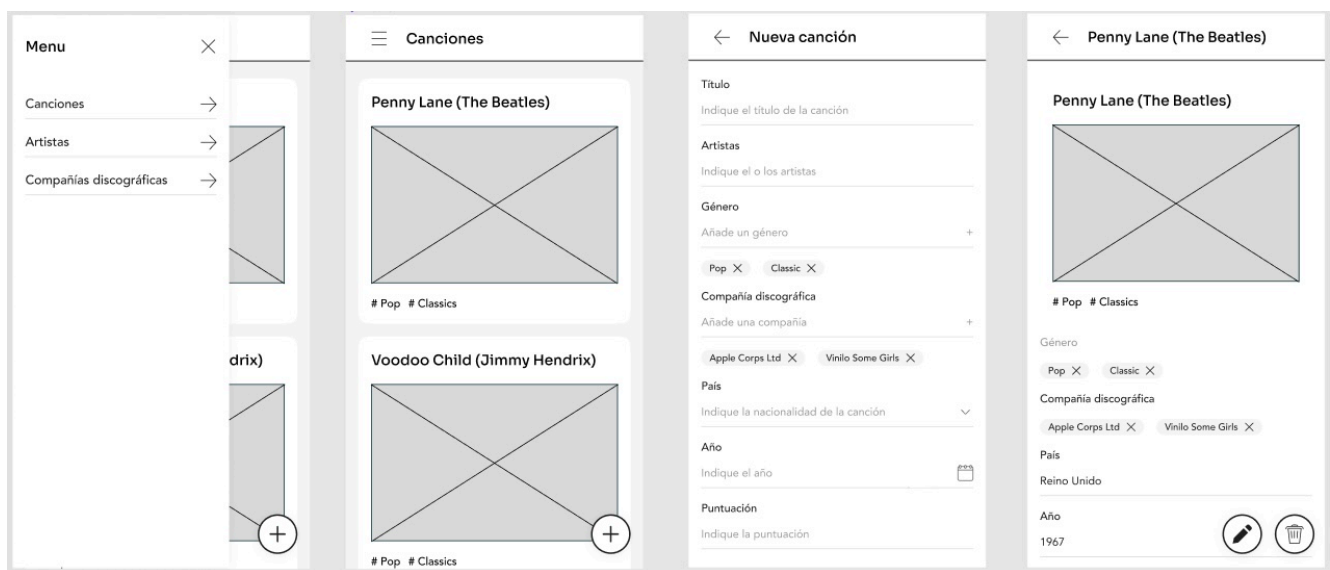 Menu
Canciones
Artistas
Compañías discográficas
drix)
Canciones
Penny Lane (The Beatles)
# Pop # Classics
Voodoo Child (Jimmy Hendrix)
# Pop # Classics
Nueva canción
Título
Indique el título de la canción
Artistas
Indique el o los artistas
Género
Añade un género
Pop Classic
Compañía discográfica
Añade una compañía
Apple Corps Ltd Vinilo Some Girls
País
Indique la nacionalidad de la canción
Año
Indique el año
Puntuación
Indique la puntuación
Penny Lane (The Beatles)
Penny Lane (The Beatles)
# Pop # Classics
Género
Pop Classic
Compañía discográfica
Apple Corps Ltd Vinilo Some Girls
País
Reino Unido
Año
1967